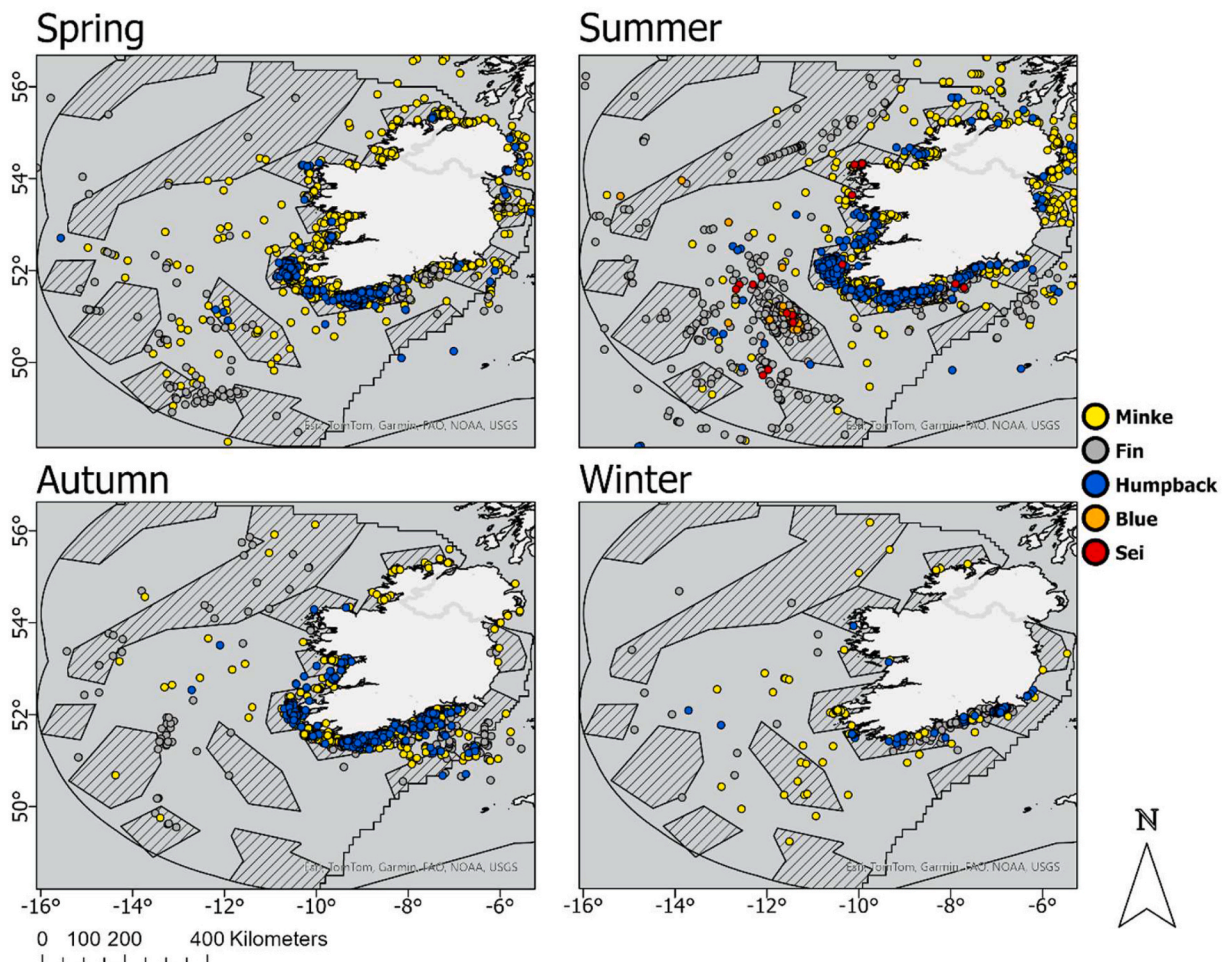 Spring
Summer
56°
54°
52°
50°
Esri, TomTom, Garmin, FAO, NOAA, USGS
Esri, TomTom, Garmin, FAO, NOAA, USGS
Minke
Fin
Humpback
Blue
Sei
Autumn
Winter
56°
54°
52°
50°
Esri, TomTom, Garmin, FAO, NOAA, USGS
Esri, TomTom, Garmin, FAO, NOAA, USGS
N
-16° -14° -12° -10° -8° -6°
-16° -14° -12° -10° -8° -6°
0 100 200 400 Kilometers